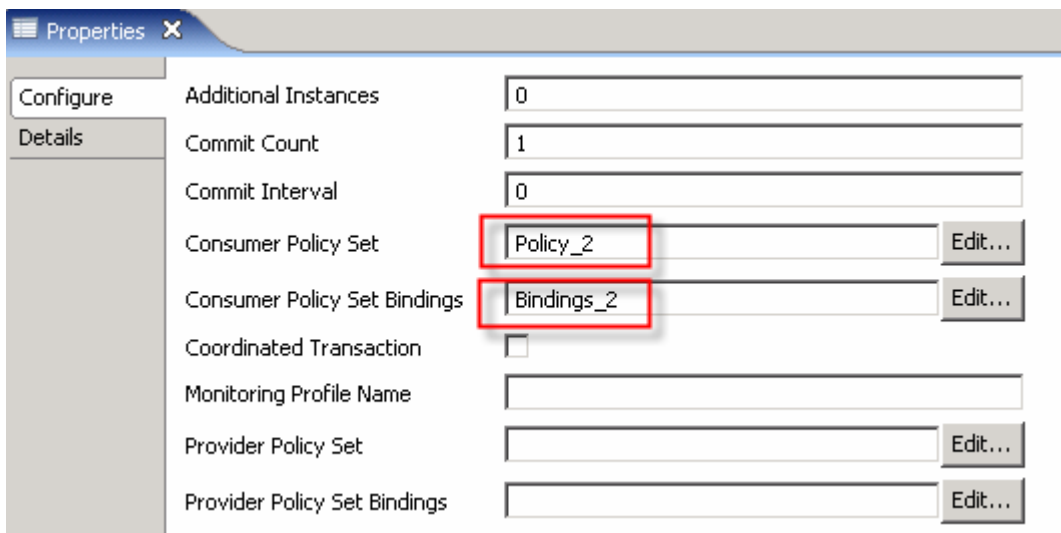 Properties
Configure
Details
Additional Instances 0
Commit Count 1
Commit Interval 0
Consumer Policy Set Policy_2 Edit...
Consumer Policy Set Bindings Bindings_2 Edit...
Coordinated Transaction
Monitoring Profile Name
Provider Policy Set Edit...
Provider Policy Set Bindings Edit...